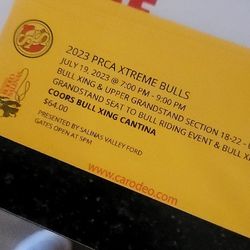 2023 PRCA XTREME BULLS
JULY 19, 2023 @ 7:00 PM - 9:00 PM
BULL XING & UPPER GRANDSTAND SECTION 18-22 -
GRANDSTAND SEAT TO BULL RIDING EVENT & BULL
COORS BULL XING CANTINA
$64.00
PRESENTED BY SALINAS VALLEY FORD
GATES OPEN AT 5PM
www.carodeo.com